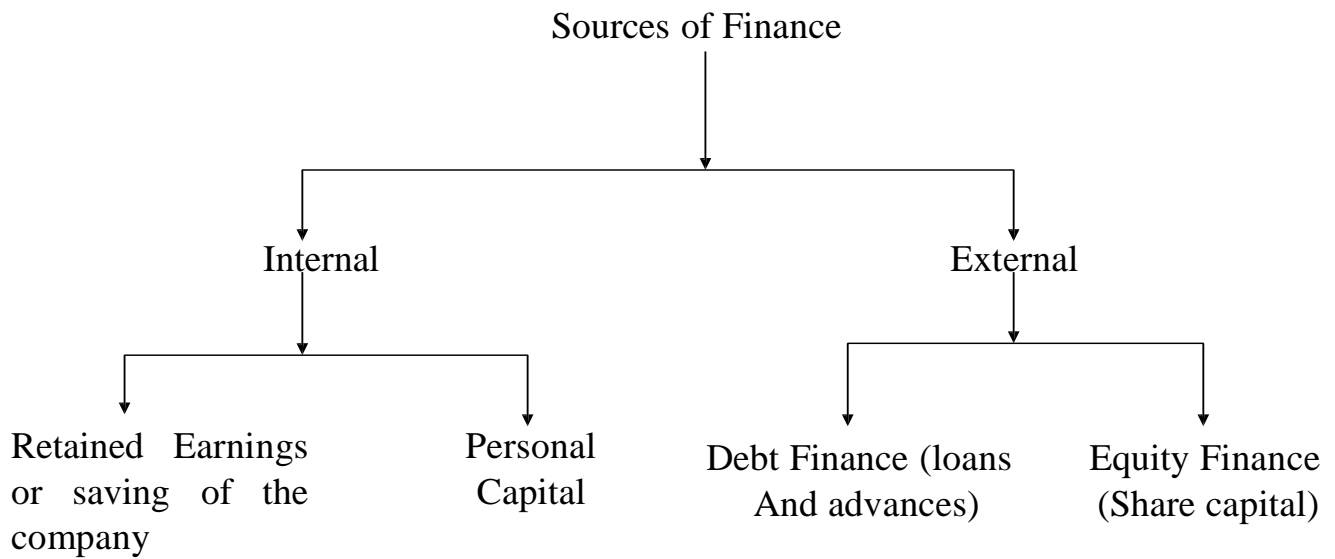 Sources of Finance
Internal
External
Retained Earnings
or saving of the
company
Personal
Capital
Debt Finance (loans
And advances)
Equity Finance
(Share capital)